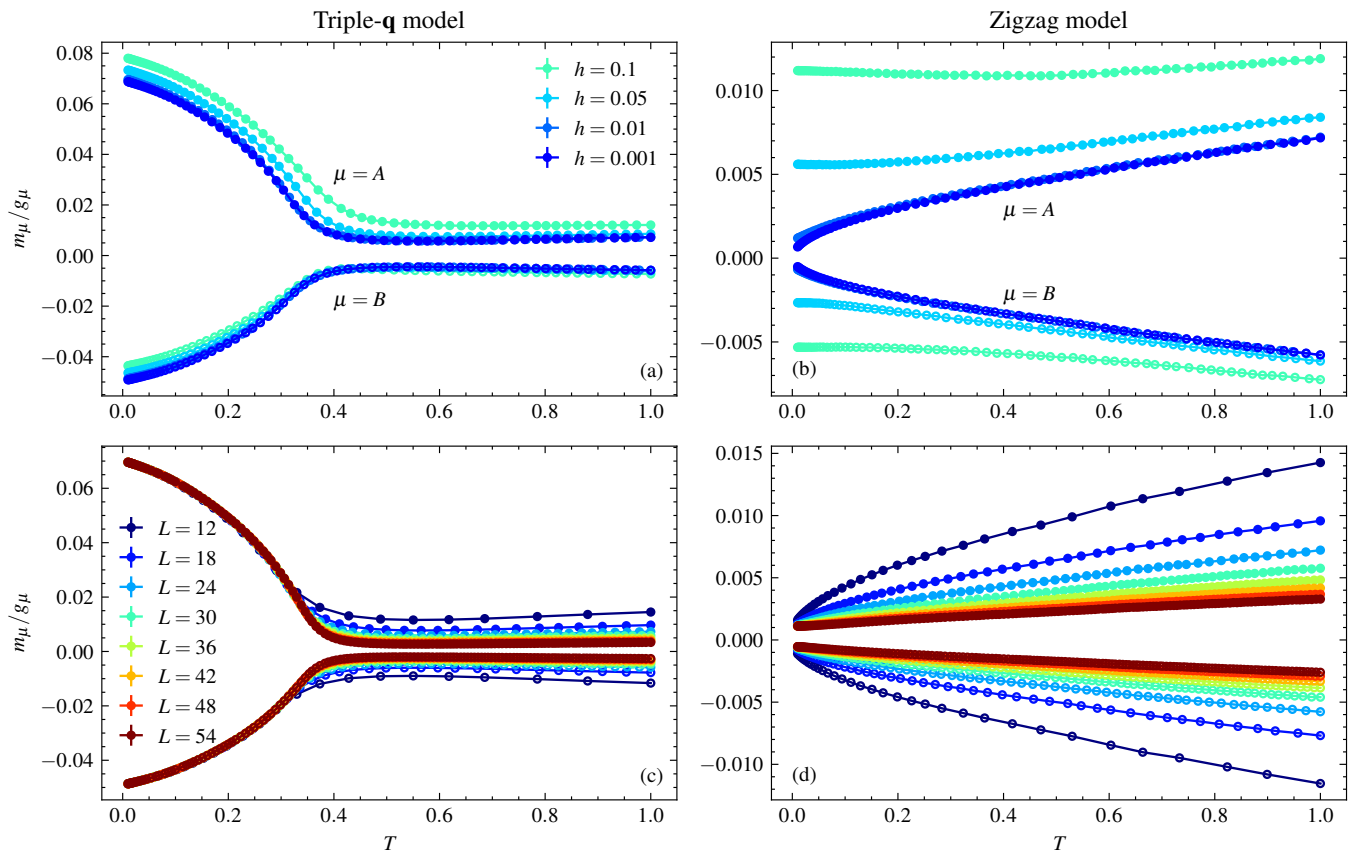 Triple-q model
Zigzag model
0.08
0.06
0.04
0.02
0.00
−0.02
−0.04
m_μ/g_μ
h = 0.1
h = 0.05
h = 0.01
h = 0.001
μ = A
μ = B
(a)
0.0 0.2 0.4 0.6 0.8 1.0
0.010
0.005
0.000
−0.005
μ = A
μ = B
(b)
0.0 0.2 0.4 0.6 0.8 1.0
0.06
0.04
0.02
0.00
−0.02
−0.04
m_μ/g_μ
L = 12
L = 18
L = 24
L = 30
L = 36
L = 42
L = 48
L = 54
(c)
0.0 0.2 0.4 0.6 0.8 1.0
T
0.015
0.010
0.005
0.000
−0.005
−0.010
(d)
0.0 0.2 0.4 0.6 0.8 1.0
T